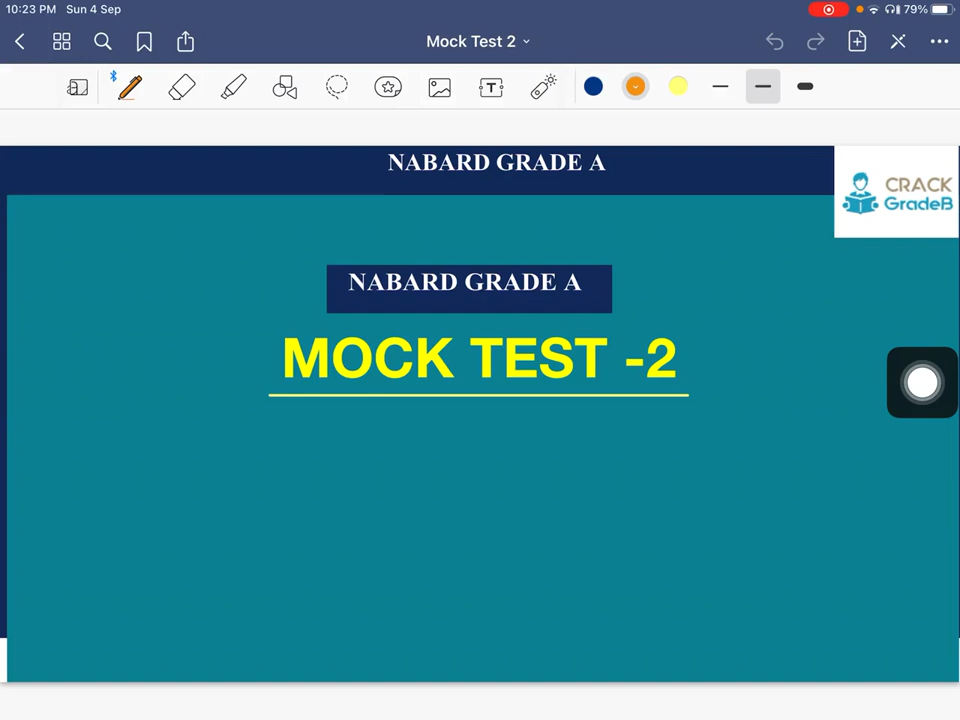 10:23 PM Sun 4 Sep
79%
Mock Test 2
T
NABARD GRADE A
CRACK
GradeB
NABARD GRADE A
MOCK TEST -2